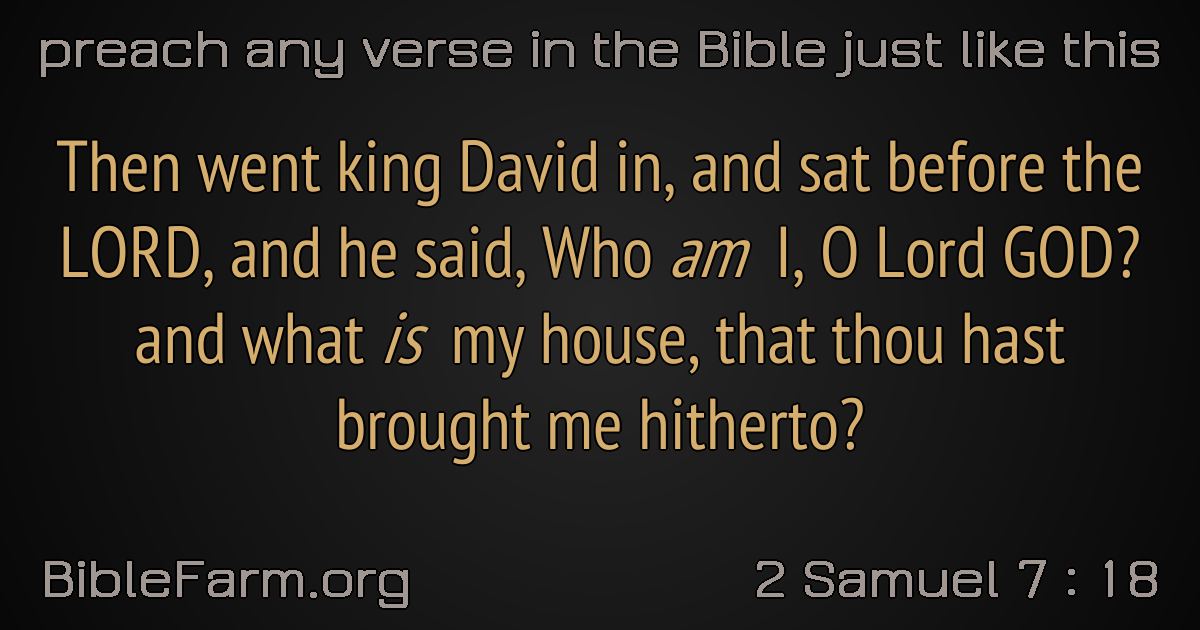 preach any verse in the Bible just like this
Then went king David in, and sat before the
LORD, and he said, Who am I, O Lord GOD?
and what is my house, that thou hast
brought me hitherto?
BibleFarm.org
2 Samuel 7 : 18